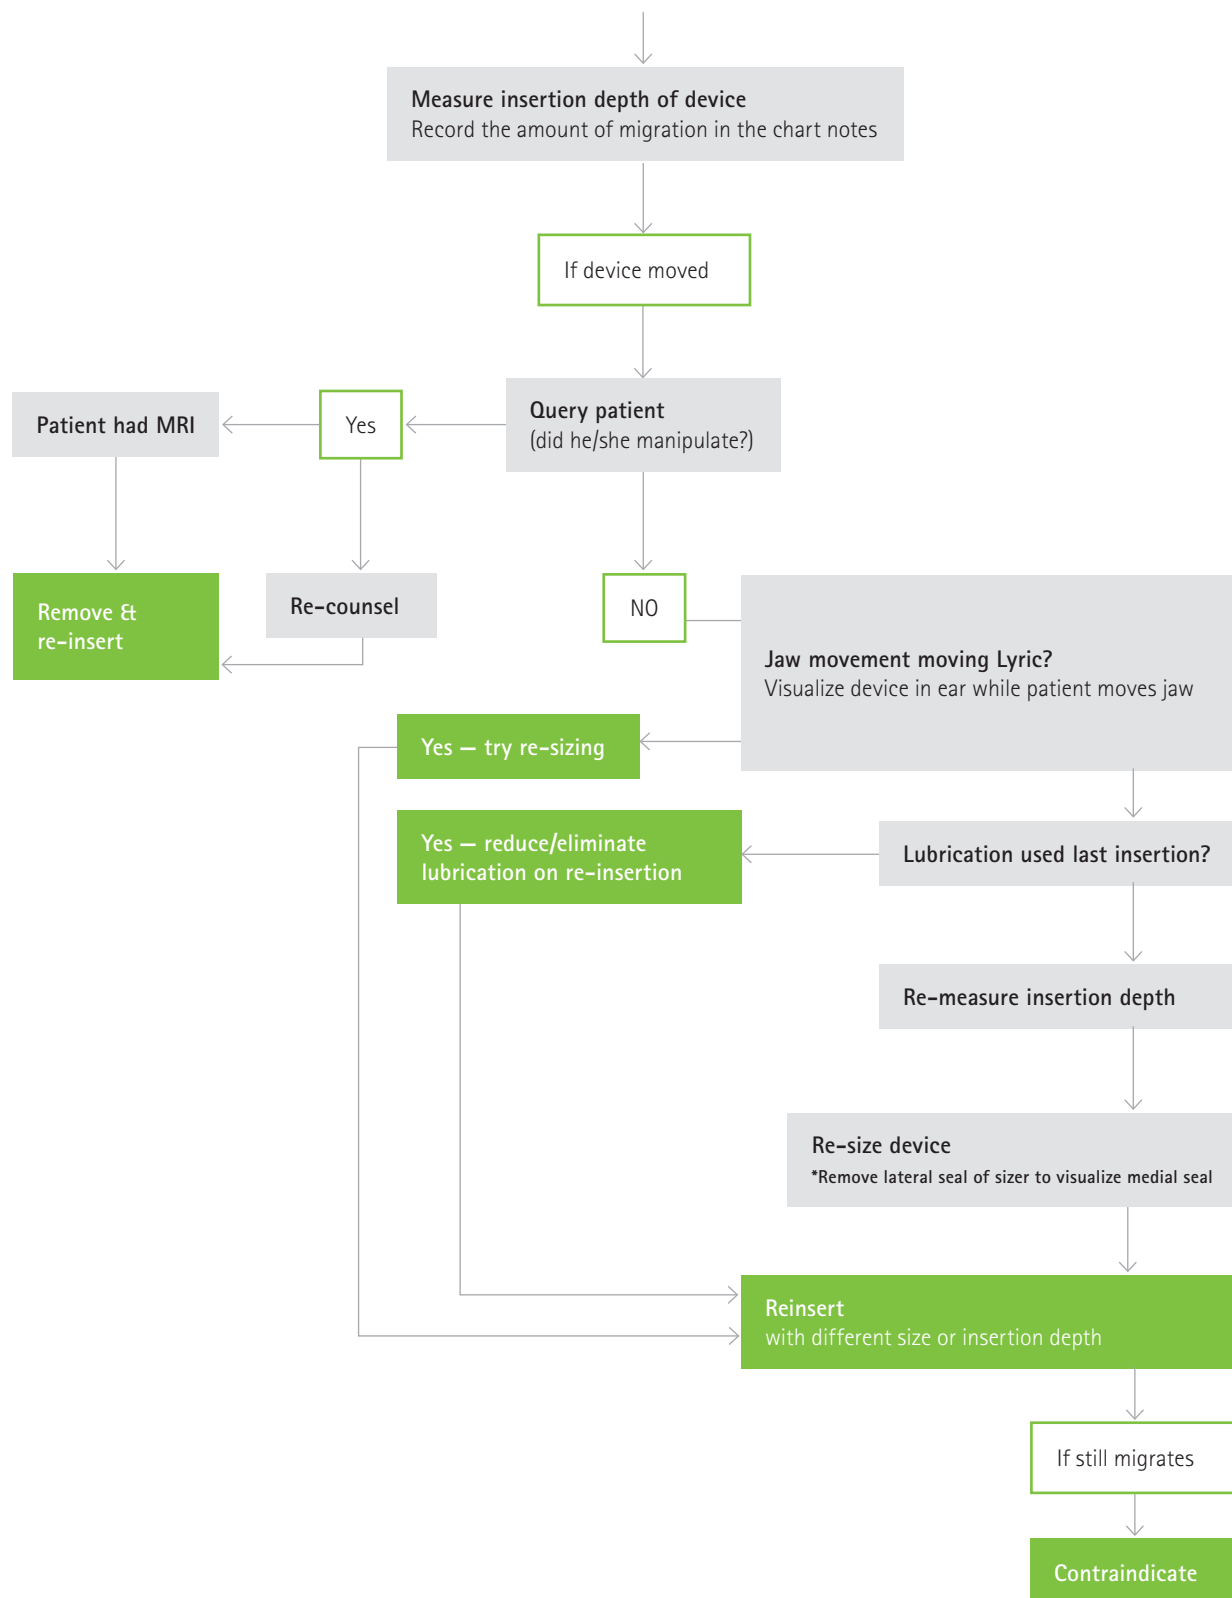 Measure insertion depth of device
Record the amount of migration in the chart notes
If device moved
Query patient
(did he/she manipulate?)
Yes
Patient had MRI
Remove &
re-insert
Re-counsel
NO
Jaw movement moving Lyric?
Visualize device in ear while patient moves jaw
Yes — try re-sizing
Yes — reduce/eliminate
lubrication on re-insertion
Lubrication used last insertion?
Re-measure insertion depth
Re-size device
*Remove lateral seal of sizer to visualize medial seal
Reinsert
with different size or insertion depth
If still migrates
Contraindicate